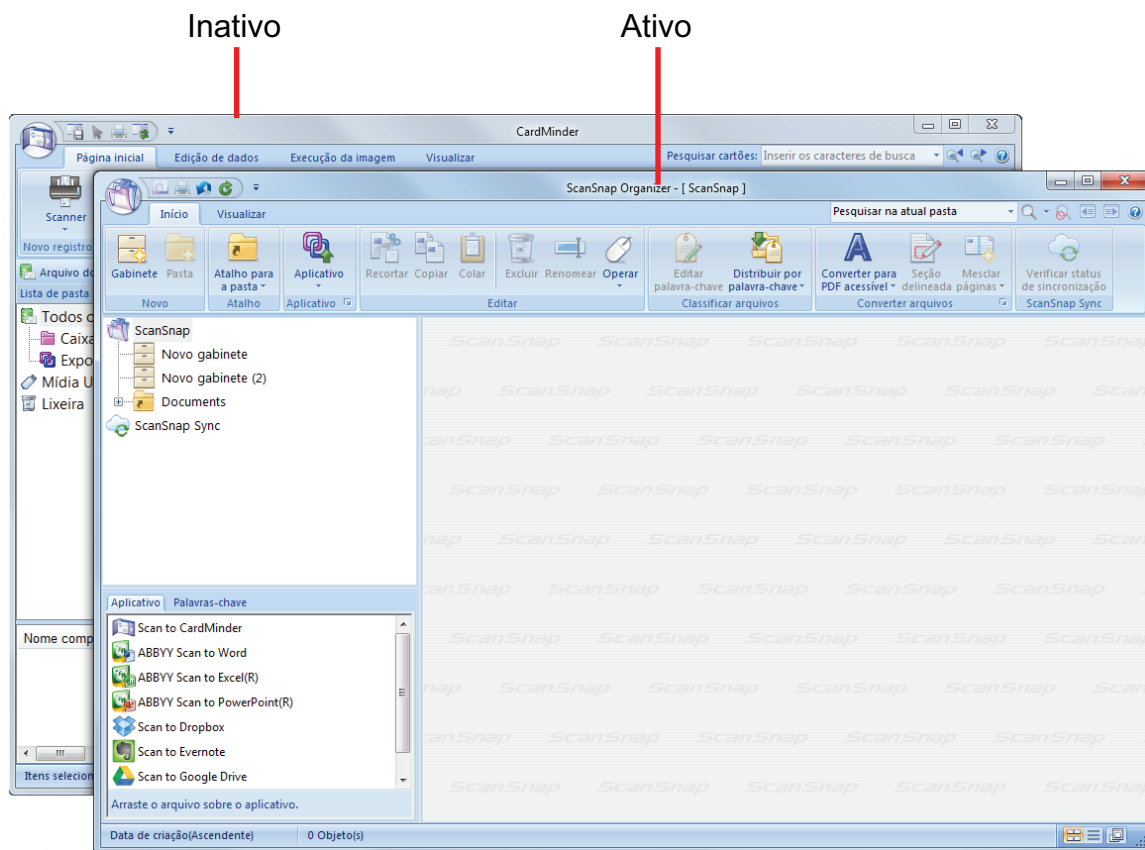 Inativo
Ativo
CardMinder
Página inicial Edição de dados Execução da imagem Visualizar Pesquisar cartões: Inserir os caracteres de busca
Scanner
Novo registro
Arquivo do
Lista de pasta
Todos o
Caixa
Expo
Mídia U
Lixeira
Nome comp
Itens selecion
ScanSnap Organizer - [ ScanSnap ]
Início Visualizar Pesquisar na atual pasta
Gabinete Pasta Atalho para a pasta Aplicativo Recortar Copiar Colar Excluir Renomear Operar Editar palavra-chave Distribuir por palavra-chave Converter para PDF acessível Seção delineada Mesclar páginas Verificar status de sincronização
Novo Atalho Aplicativo Editar Classificar arquivos Converter arquivos ScanSnap Sync
ScanSnap
Novo gabinete
Novo gabinete (2)
Documents
ScanSnap Sync
Aplicativo Palavras-chave
Scan to CardMinder
ABBYY Scan to Word
ABBYY Scan to Excel(R)
ABBYY Scan to PowerPoint(R)
Scan to Dropbox
Scan to Evernote
Scan to Google Drive
Arraste o arquivo sobre o aplicativo.
Data de criação(Ascendente) 0 Objeto(s)
ScanSnap ScanSnap ScanSnap ScanSnap ScanSnap